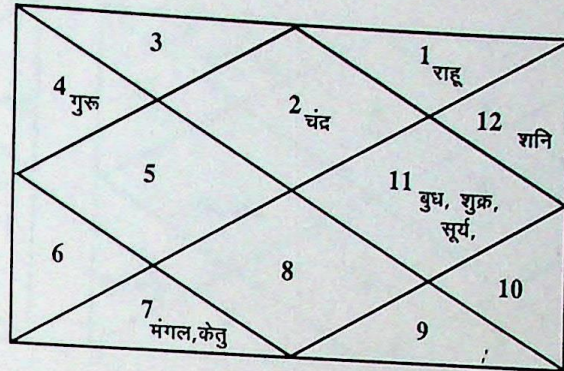 3
1 राहू
4 गुरू
2 चंद्र
12 शनि
5
11 बुध, शुक्र,
सूर्य,
6
8
10
7
मंगल,केतु
9